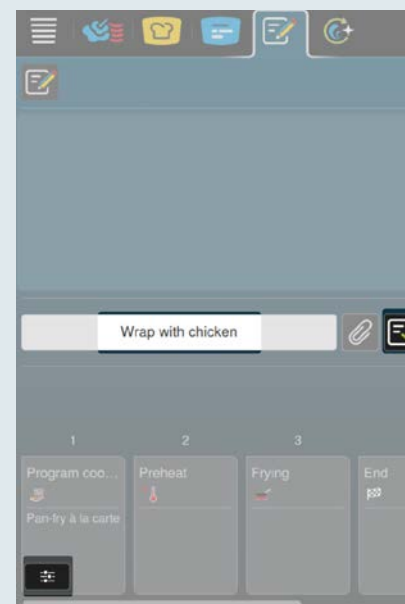 Wrap with chicken
1 2 3
Program coo... Preheat Frying End
Pan-fry à la carte